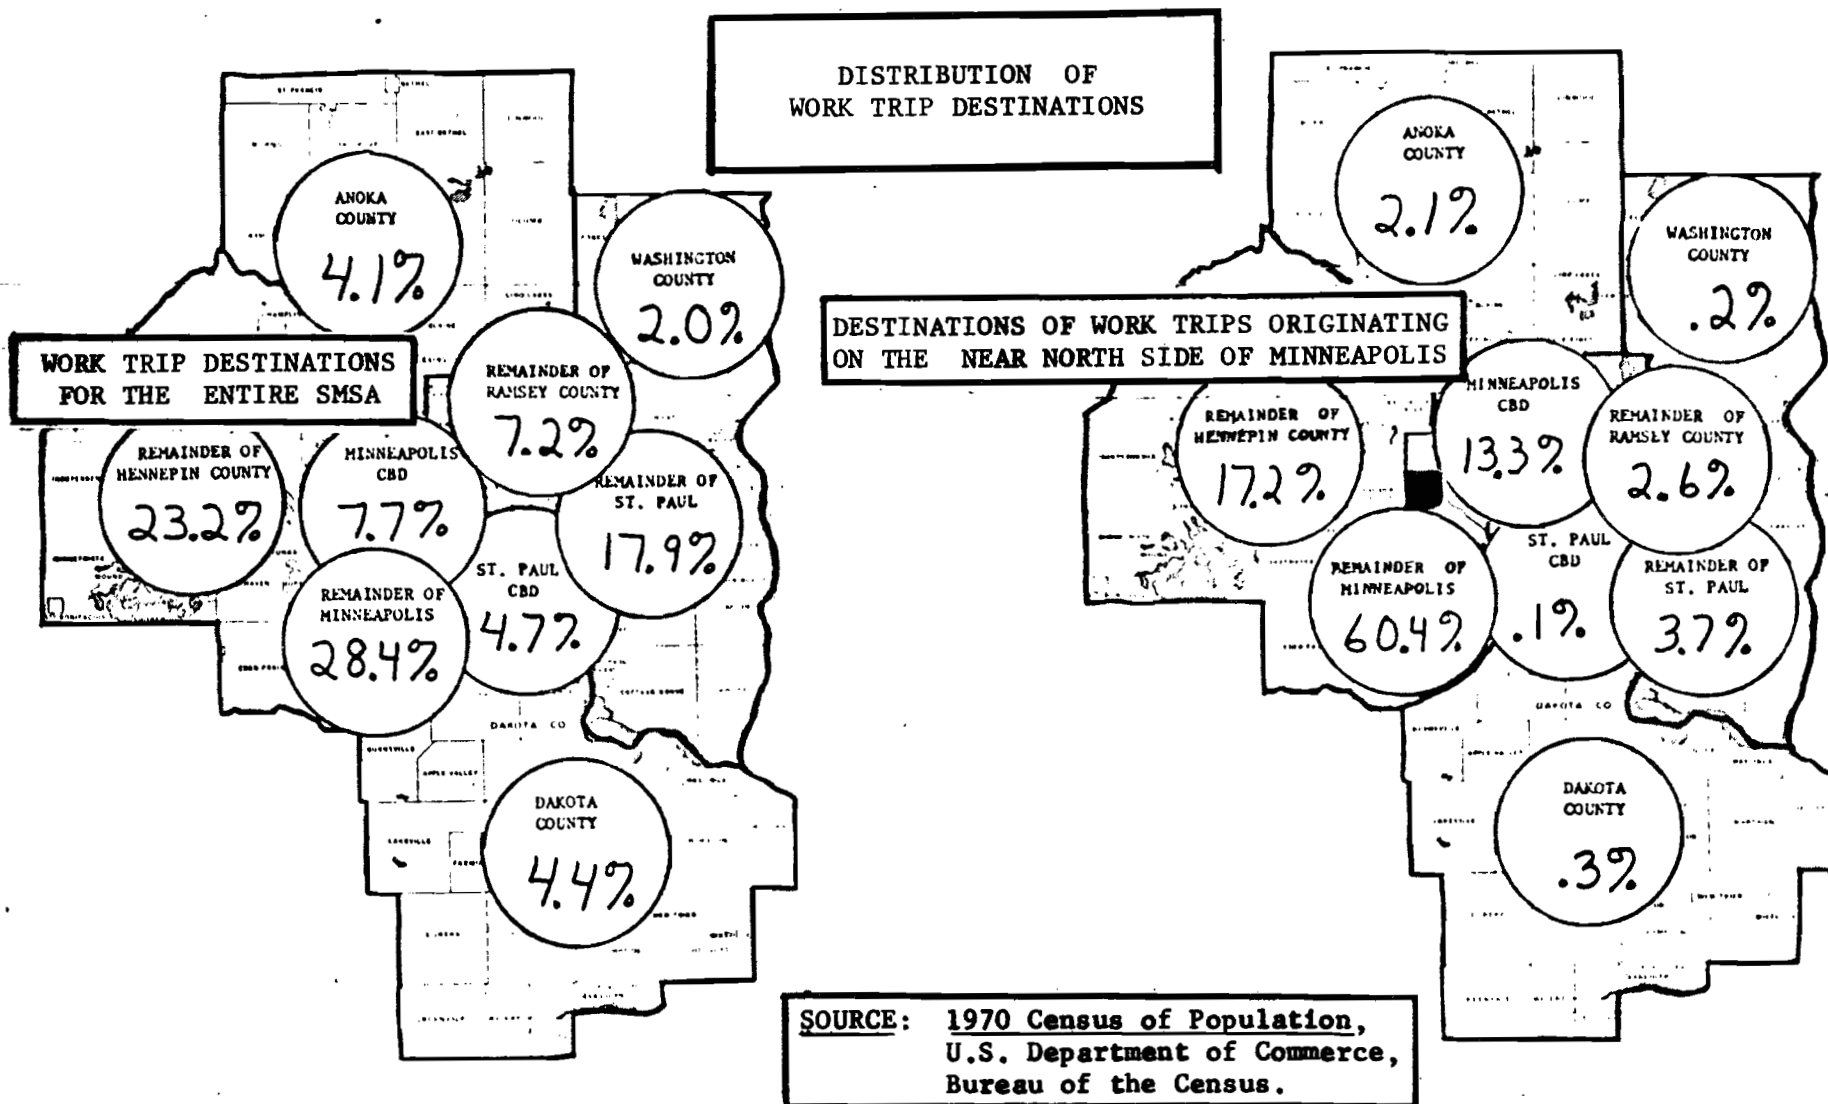 DISTRIBUTION OF
WORK TRIP DESTINATIONS
WORK TRIP DESTINATIONS
FOR THE ENTIRE SMSA
ANOKA
COUNTY
4.1%
WASHINGTON
COUNTY
2.0%
REMAINDER OF
RAMSEY COUNTY
7.2%
REMAINDER OF
HENNEPIN COUNTY
23.2%
MINNEAPOLIS
CBD
7.7%
REMAINDER OF
ST. PAUL
17.9%
ST. PAUL
CBD
4.7%
REMAINDER OF
MINNEAPOLIS
28.4%
DAKOTA CO
APPLE VALLEY
DAKOTA
COUNTY
4.4%
DESTINATIONS OF WORK TRIPS ORIGINATING
ON THE NEAR NORTH SIDE OF MINNEAPOLIS
ANOKA
COUNTY
2.1%
WASHINGTON
COUNTY
.2%
MINNEAPOLIS
CBD
13.3%
REMAINDER OF
RAMSEY COUNTY
2.6%
REMAINDER OF
HENNEPIN COUNTY
17.2%
ST. PAUL
CBD
.1%
REMAINDER OF
ST. PAUL
3.7%
REMAINDER OF
MINNEAPOLIS
60.4%
DAKOTA CO
DAKOTA
COUNTY
.3%
SOURCE: 1970 Census of Population,
U.S. Department of Commerce,
Bureau of the Census.